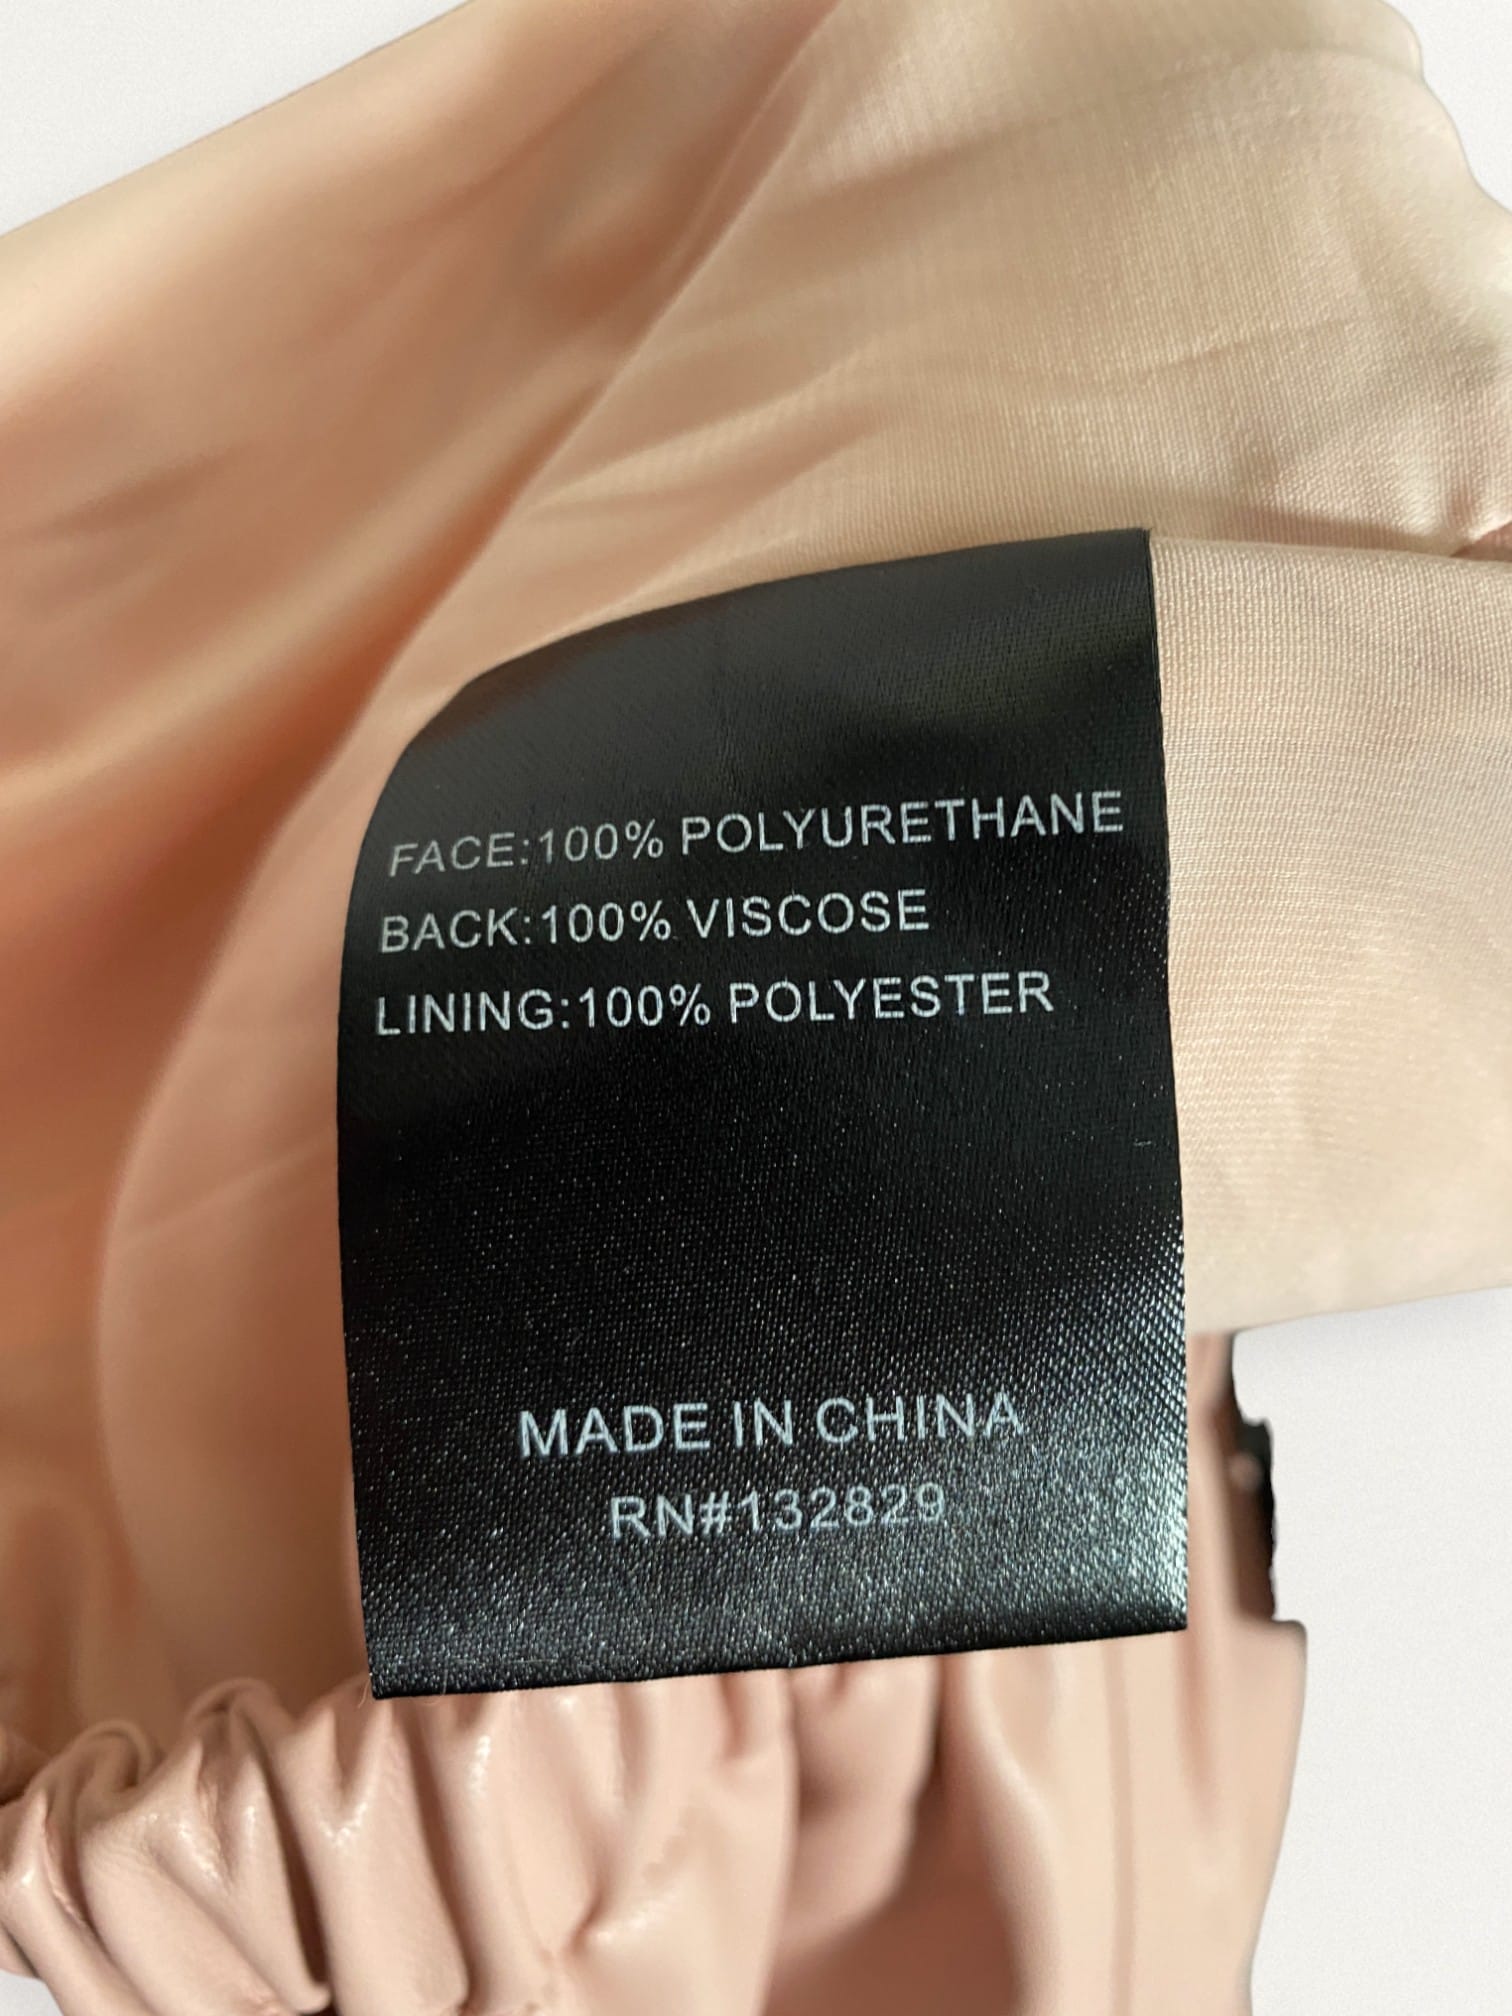 FACE:100% POLYURETHANE
BACK:100% VISCOSE
LINING:100% POLYESTER
MADE IN CHINA
RN#132829